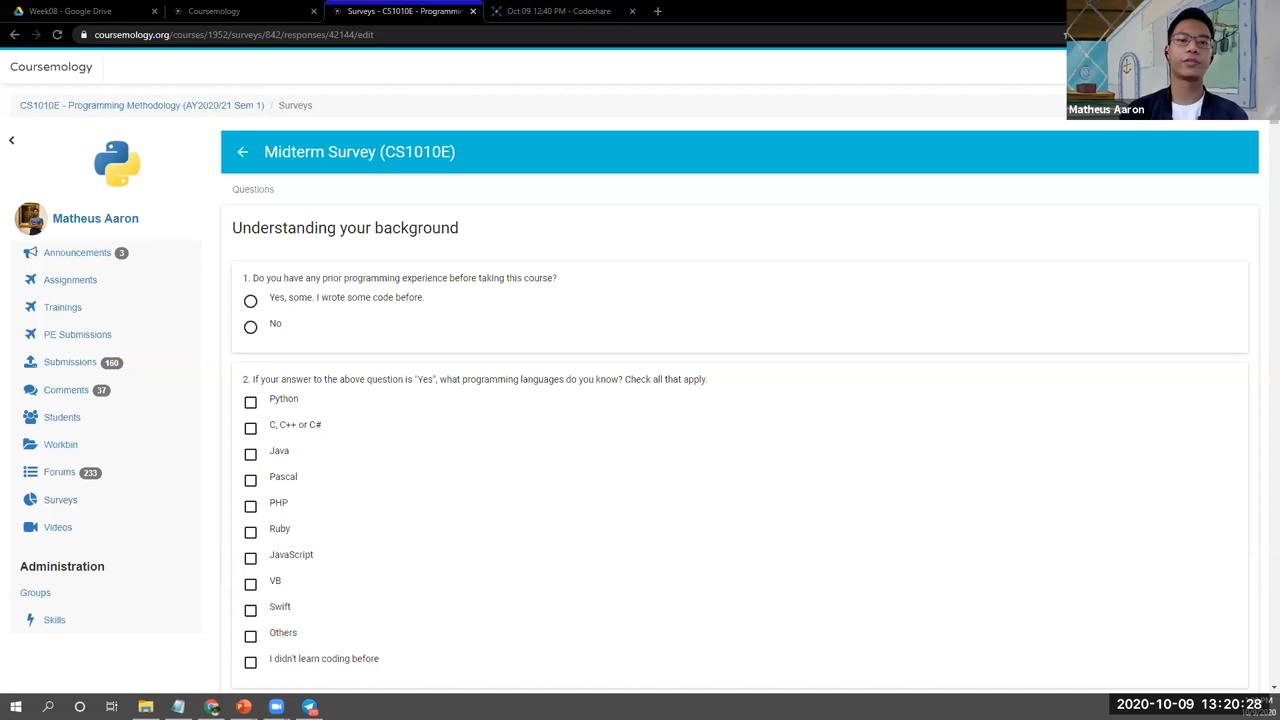 Week08 - Google Drive
Coursemology
Surveys - CS1010E - Programmin
Oct 09 12:40 PM - Codeshare
coursemology.org/courses/1952/surveys/842/responses/42144/edit
Matheus Aaron
Coursemology
CS1010E - Programming Methodology (AY2020/21 Sem 1) / Surveys
Midterm Survey (CS1010E)
Matheus Aaron
Announcements 3
Assignments
Trainings
PE Submissions
Submissions 160
Comments 37
Students
Workbin
Forums 233
Surveys
Videos
Administration
Groups
Skills
Questions
Understanding your background
1. Do you have any prior programming experience before taking this course?
Yes, some. I wrote some code before.
No
2. If your answer to the above question is "Yes", what programming languages do you know? Check all that apply.
Python
C, C++ or C#
Java
Pascal
PHP
Ruby
JavaScript
VB
Swift
Others
I didn't learn coding before
2020-10-09 13:20:28